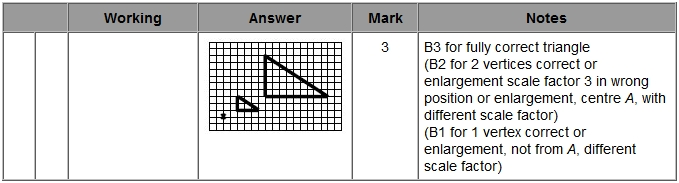 Working Answer Mark Notes
3 B3 for fully correct triangle
(B2 for 2 vertices correct or
enlargement scale factor 3 in wrong
position or enlargement, centre A, with
different scale factor)
(B1 for 1 vertex correct or
enlargement, not from A, different
scale factor)